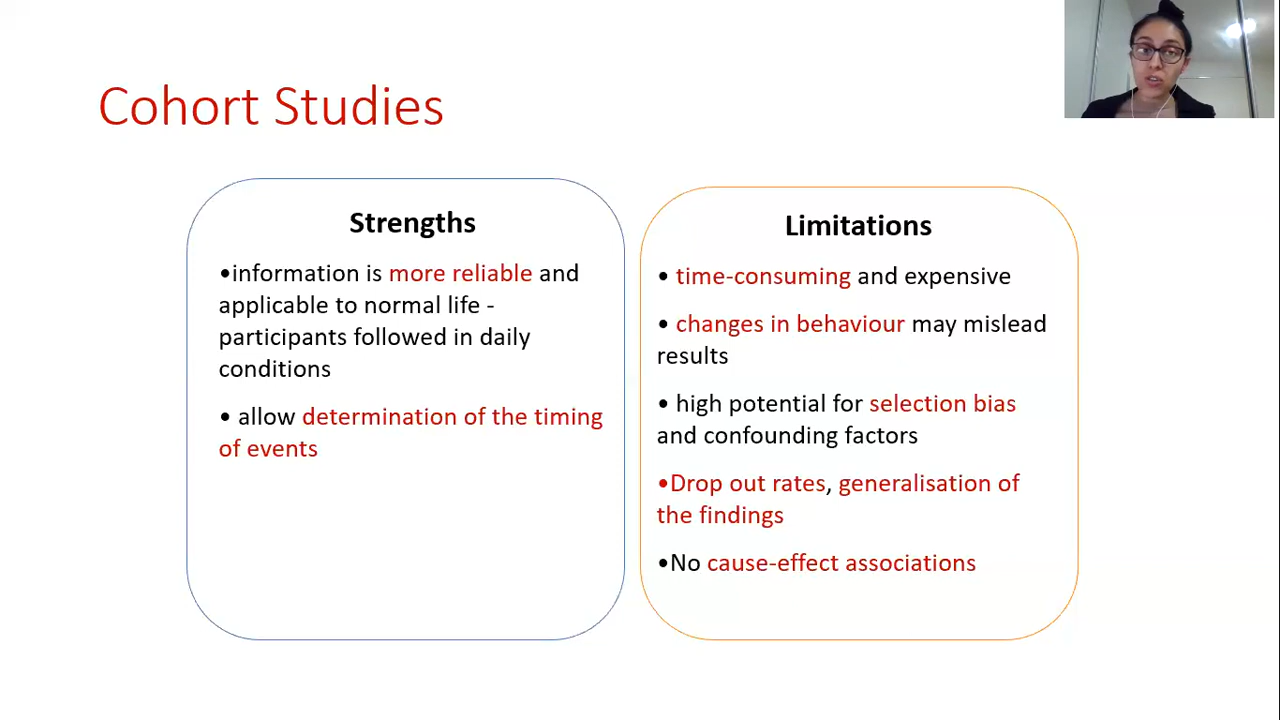 Cohort Studies
Strengths
•information is more reliable and
applicable to normal life -
participants followed in daily
conditions
• allow determination of the timing
of events
Limitations
• time-consuming and expensive
• changes in behaviour may mislead
results
• high potential for selection bias
and confounding factors
•Drop out rates, generalisation of
the findings
•No cause-effect associations